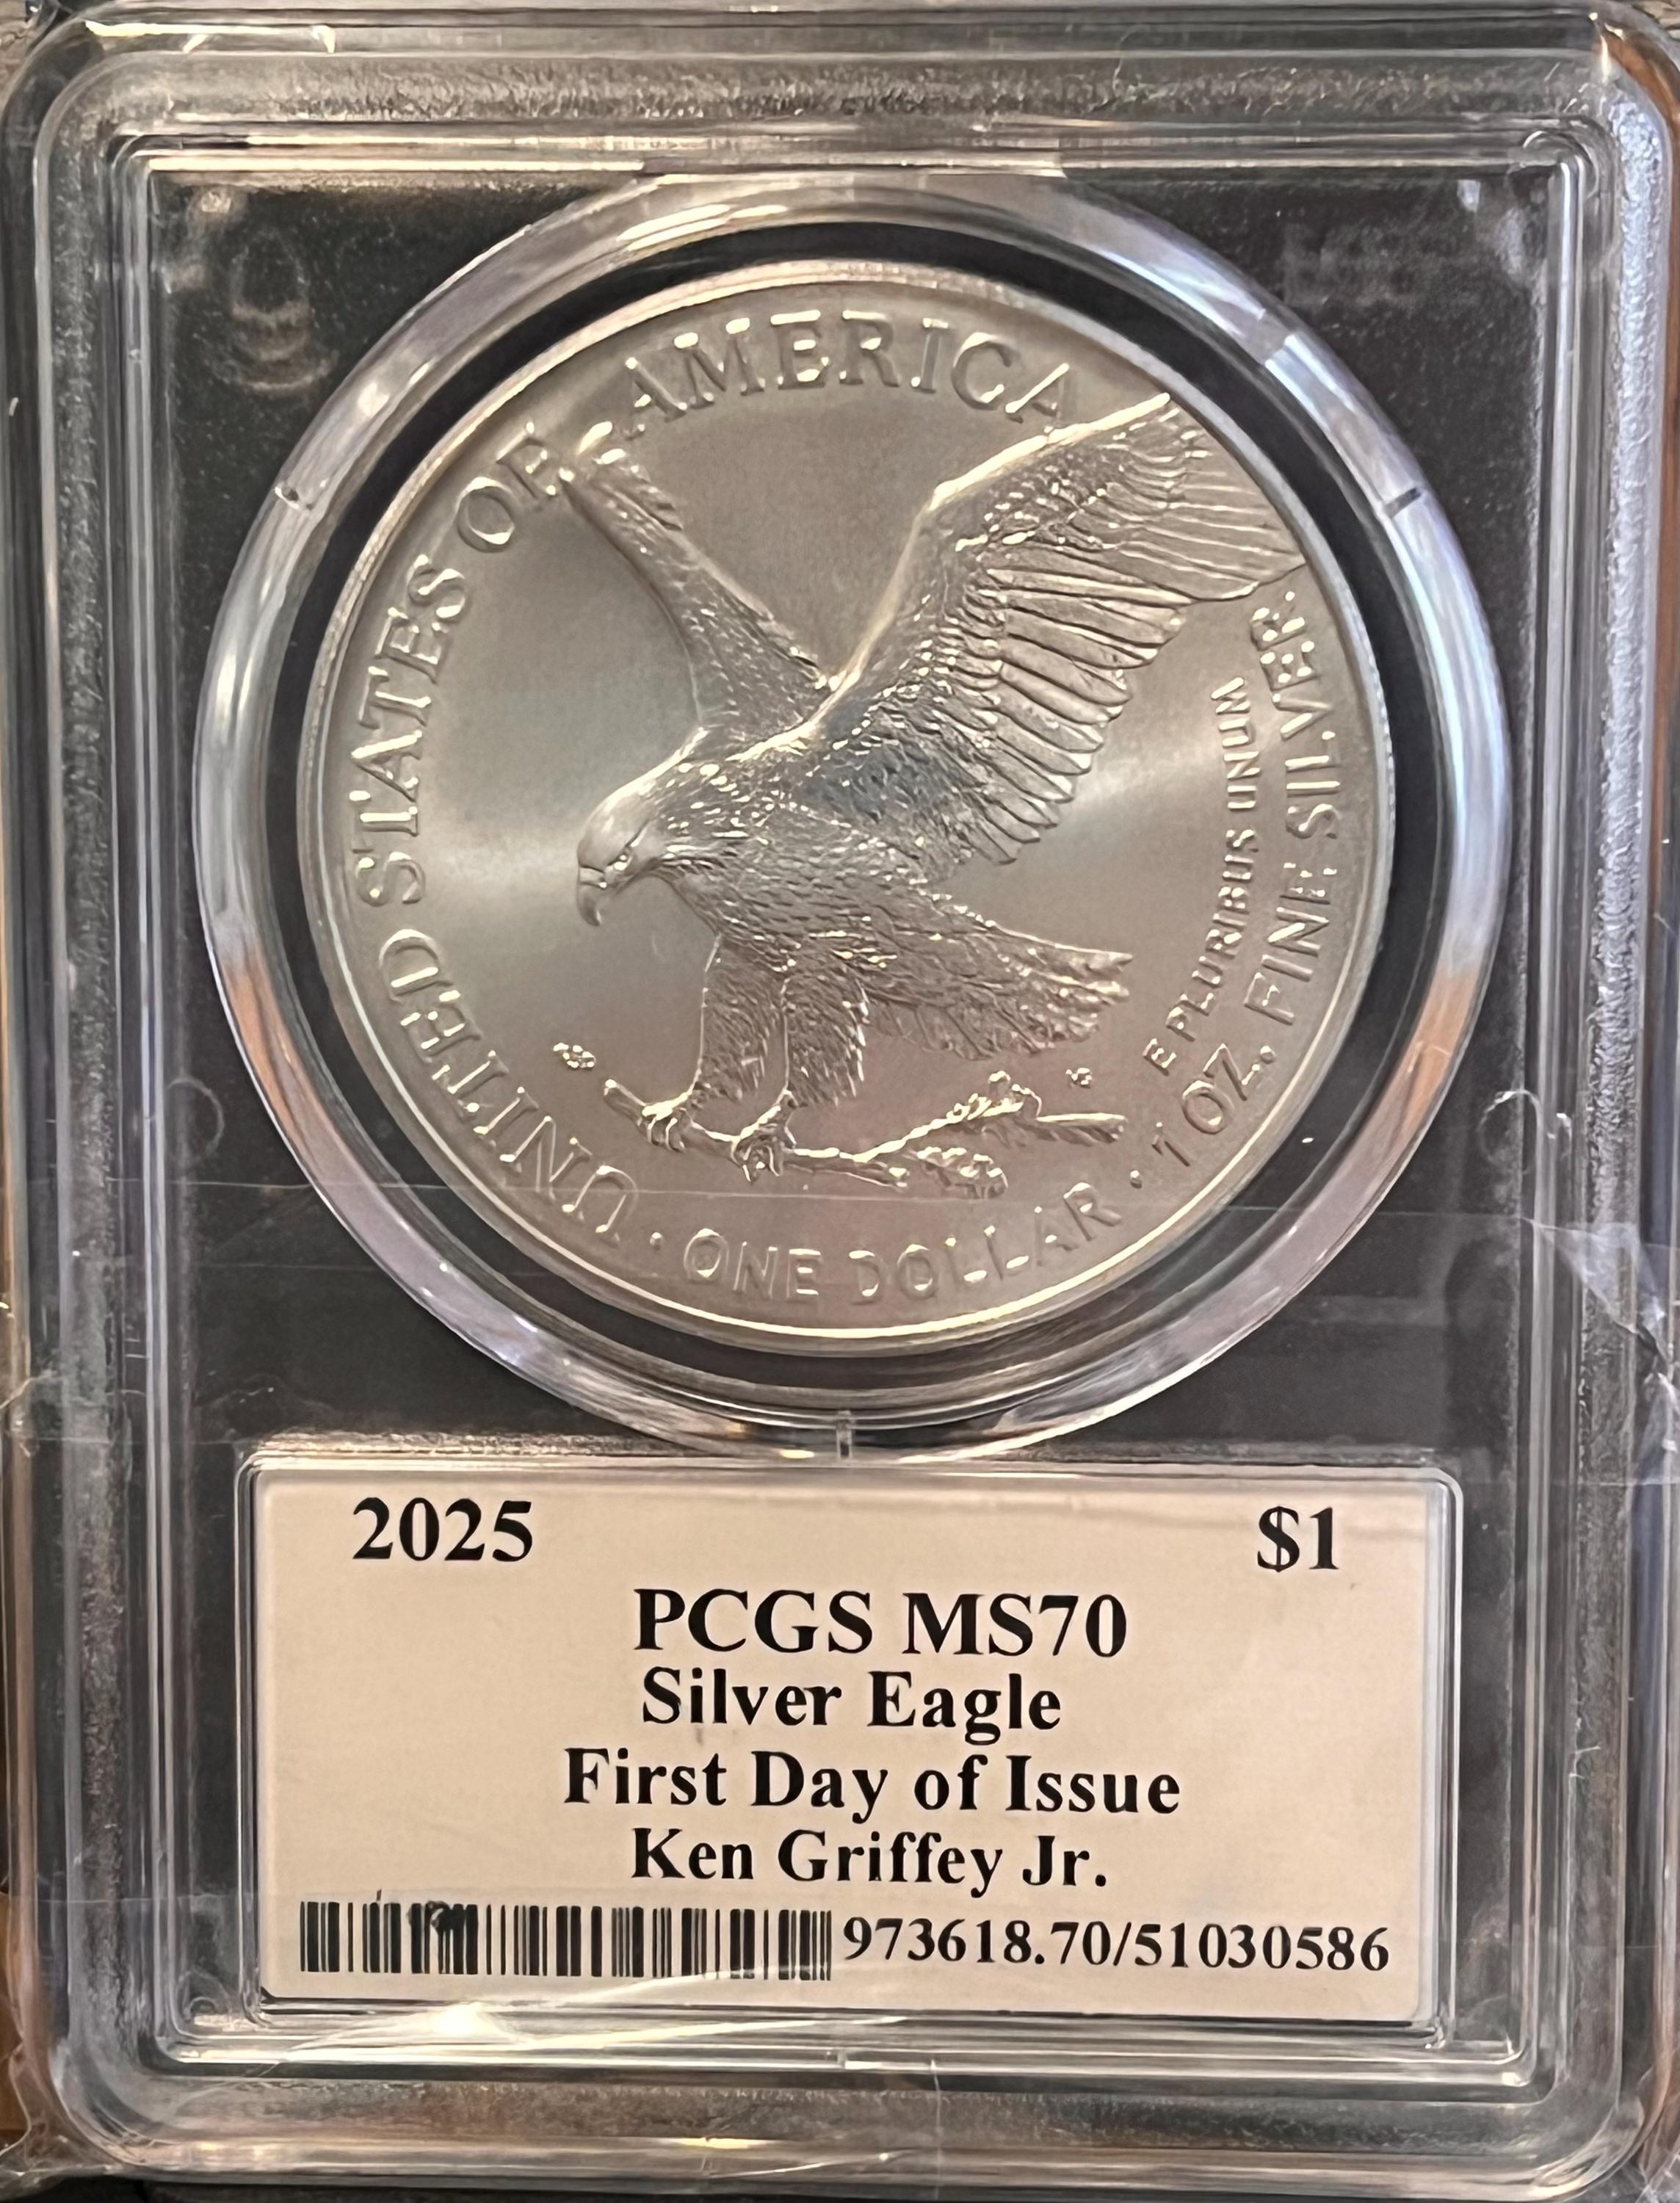 UNITED STATES OF AMERICA
E PLURIBUS UNUM
· ONE DOLLAR · 1 OZ. FINE SILVER
2025 $1
PCGS MS70
Silver Eagle
First Day of Issue
Ken Griffey Jr.
973618.70/51030586